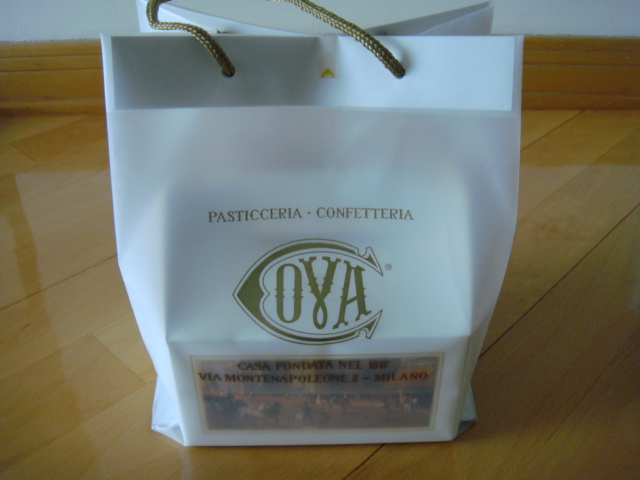 PASTICCERIA · CONFETTERIA
COVA®
CASA FONDATA NEL 1817
VIA MONTENAPOLEONE, 8 - MILANO